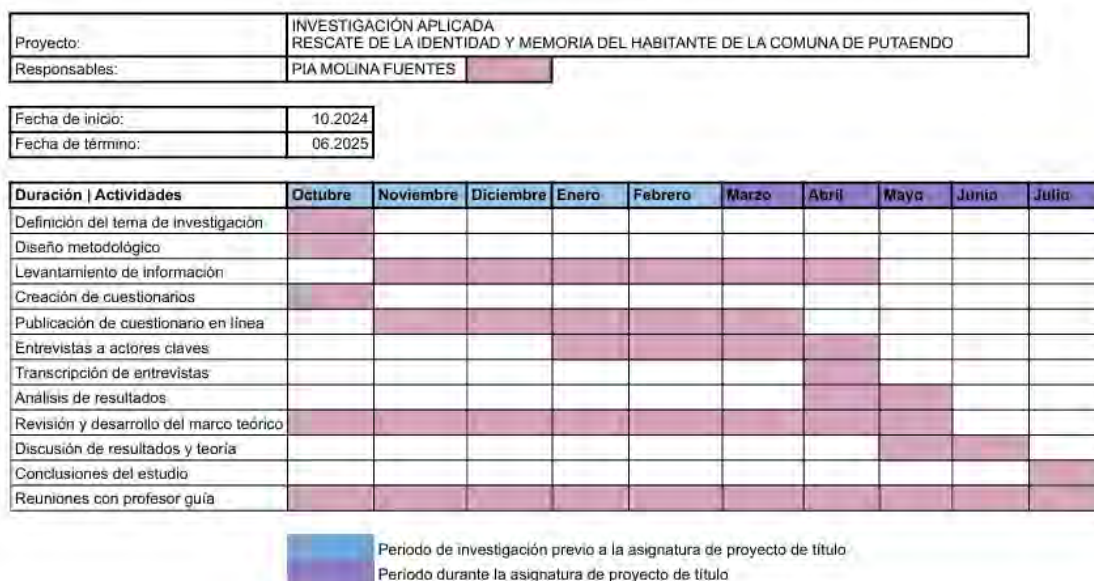 Proyecto:
INVESTIGACIÓN APLICADA
RESCATE DE LA IDENTIDAD Y MEMORIA DEL HABITANTE DE LA COMUNA DE PUTAENDO
Responsables: PIA MOLINA FUENTES
Fecha de inicio: 10.2024
Fecha de término: 06.2025
Duración | Actividades Octubre Noviembre Diciembre Enero Febrero Marzo Abril Mayo Junio Julio
Definición del tema de investigación
Diseño metodológico
Levantamiento de información
Creación de cuestionarios
Publicación de cuestionario en línea
Entrevistas a actores claves
Transcripción de entrevistas
Análisis de resultados
Revisión y desarrollo del marco teórico
Discusión de resultados y teoría
Conclusiones del estudio
Reuniones con profesor guía
Periodo de investigación previo a la asignatura de proyecto de título
Periodo durante la asignatura de proyecto de título